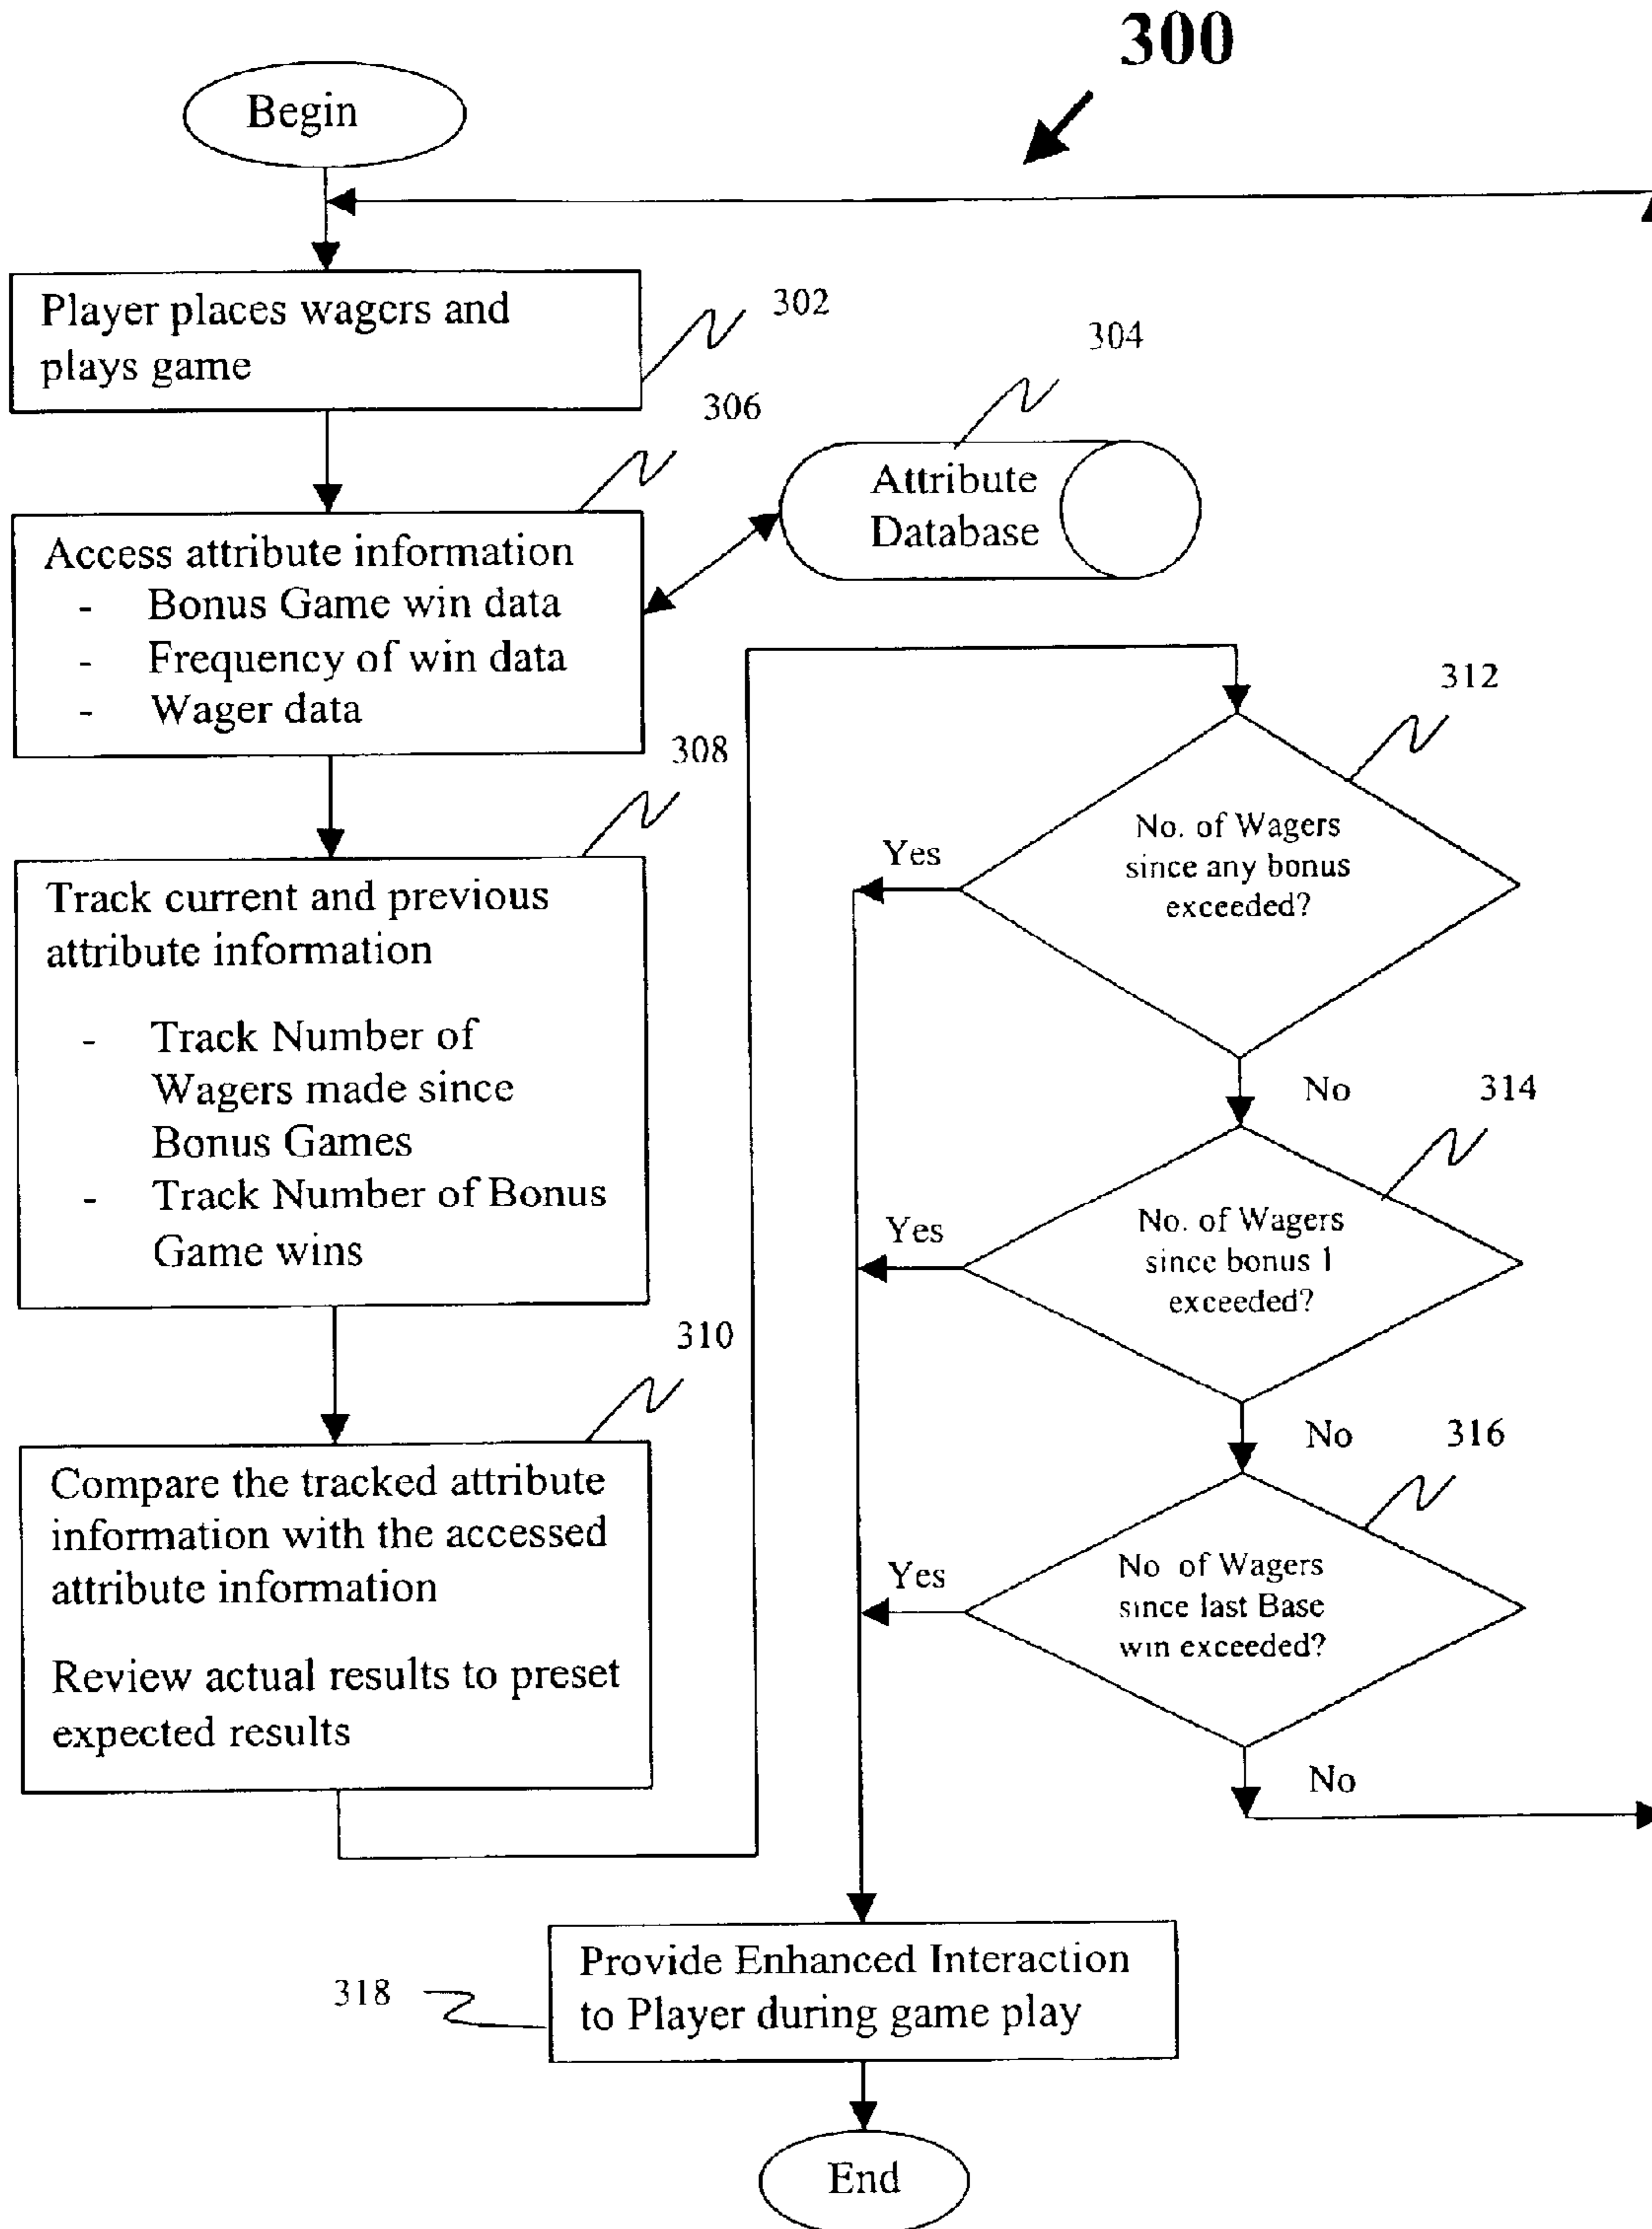 300
Begin
Player places wagers and
plays game
302
304
306
Attribute
Database
Access attribute information
- Bonus Game win data
- Frequency of win data
- Wager data
308
Track current and previous
attribute information
- Track Number of
Wagers made since
Bonus Games
- Track Number of Bonus
Game wins
310
Compare the tracked attribute
information with the accessed
attribute information
Review actual results to preset
expected results
312
No. of Wagers
since any bonus
exceeded?
Yes
No
314
No. of Wagers
since bonus 1
exceeded?
Yes
No
316
No of Wagers
since last Base
win exceeded?
Yes
No
318
Provide Enhanced Interaction
to Player during game play
End